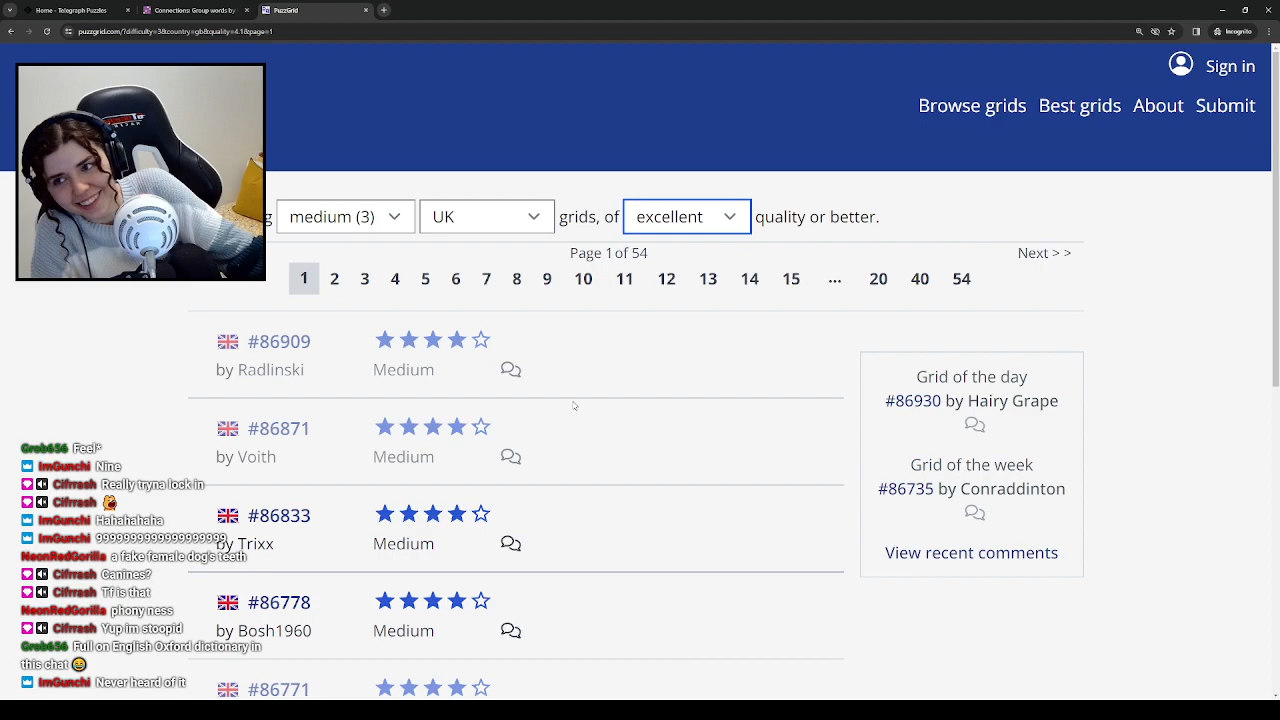 Home - Telegraph Puzzles
Connections: Group words by
PuzzGrid
puzzgrid.com/?difficulty=3&country=gb&quality=4.1&page=1
Incognito
Sign in
Browse grids Best grids About Submit
medium (3) UK grids, of excellent quality or better.
Page 1 of 54 Next > >
1 2 3 4 5 6 7 8 9 10 11 12 13 14 15 ... 20 40 54
#86909
by Radlinski Medium
#86871
by Voith Medium
#86833
by Trixx Medium
#86778
by Bosh1960 Medium
#86771
Grid of the day
#86930 by Hairy Grape
Grid of the week
#86735 by Conraddinton
View recent comments
Grob656 Feel*
ImGunchi Nine
Cifrrash Really tryna lock in
Cifrrash
ImGunchi Hahahahaha
ImGunchi 9999999999999999999
NeonRedGorilla a fake female dog's teeth
Cifrrash Canines?
Cifrrash Tf is that
NeonRedGorilla phony ness
Cifrrash Yup im stoopid
Grob656 Full on English Oxford dictionary in
this chat
ImGunchi Never heard of it